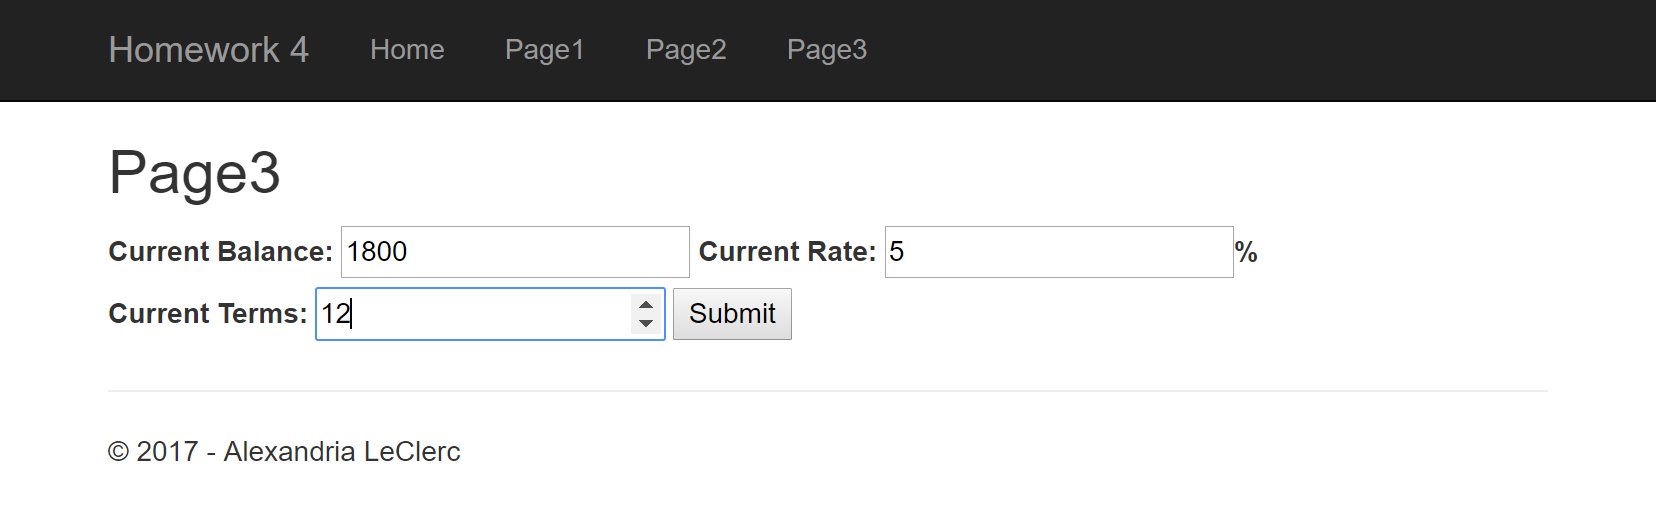 Homework 4 Home Page1 Page2 Page3
Page3
Current Balance: 1800 Current Rate: 5 %
Current Terms: 12 Submit
© 2017 - Alexandria LeClerc